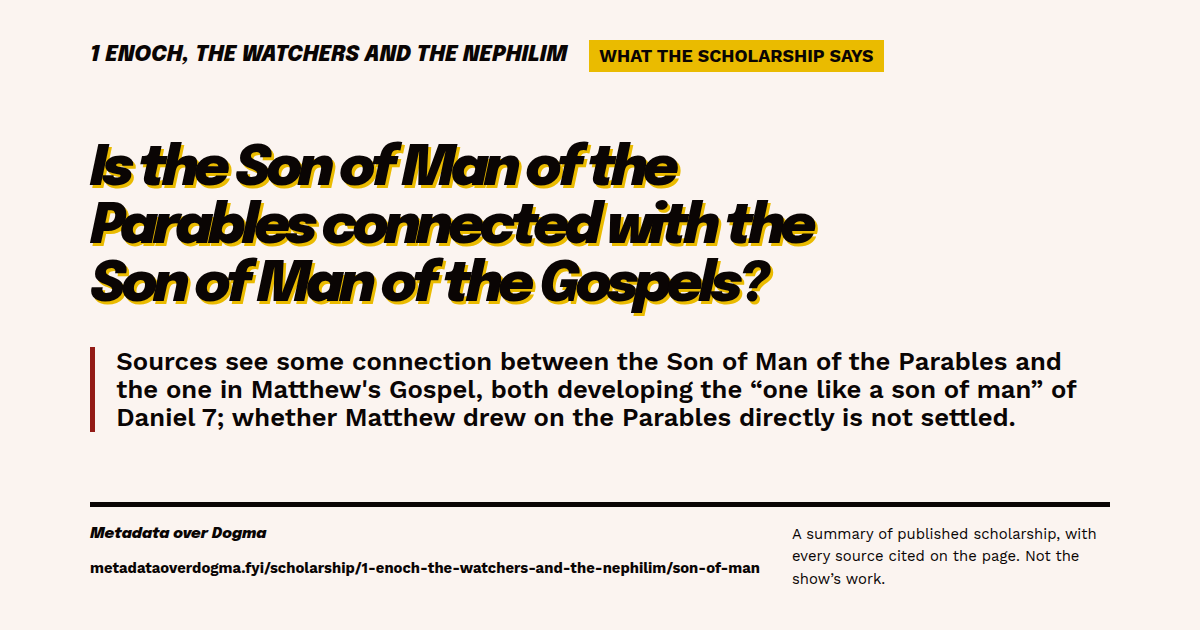 1 ENOCH, THE WATCHERS AND THE NEPHILIM
WHAT THE SCHOLARSHIP SAYS
Is the Son of Man of the
Parables connected with the
Son of Man of the Gospels?
Sources see some connection between the Son of Man of the Parables and
the one in Matthew's Gospel, both developing the “one like a son of man” of
Daniel 7; whether Matthew drew on the Parables directly is not settled.
Metadata over Dogma
metadataoverdogma.fyi/scholarship/1-enoch-the-watchers-and-the-nephilim/son-of-man
A summary of published scholarship, with
every source cited on the page. Not the
show’s work.